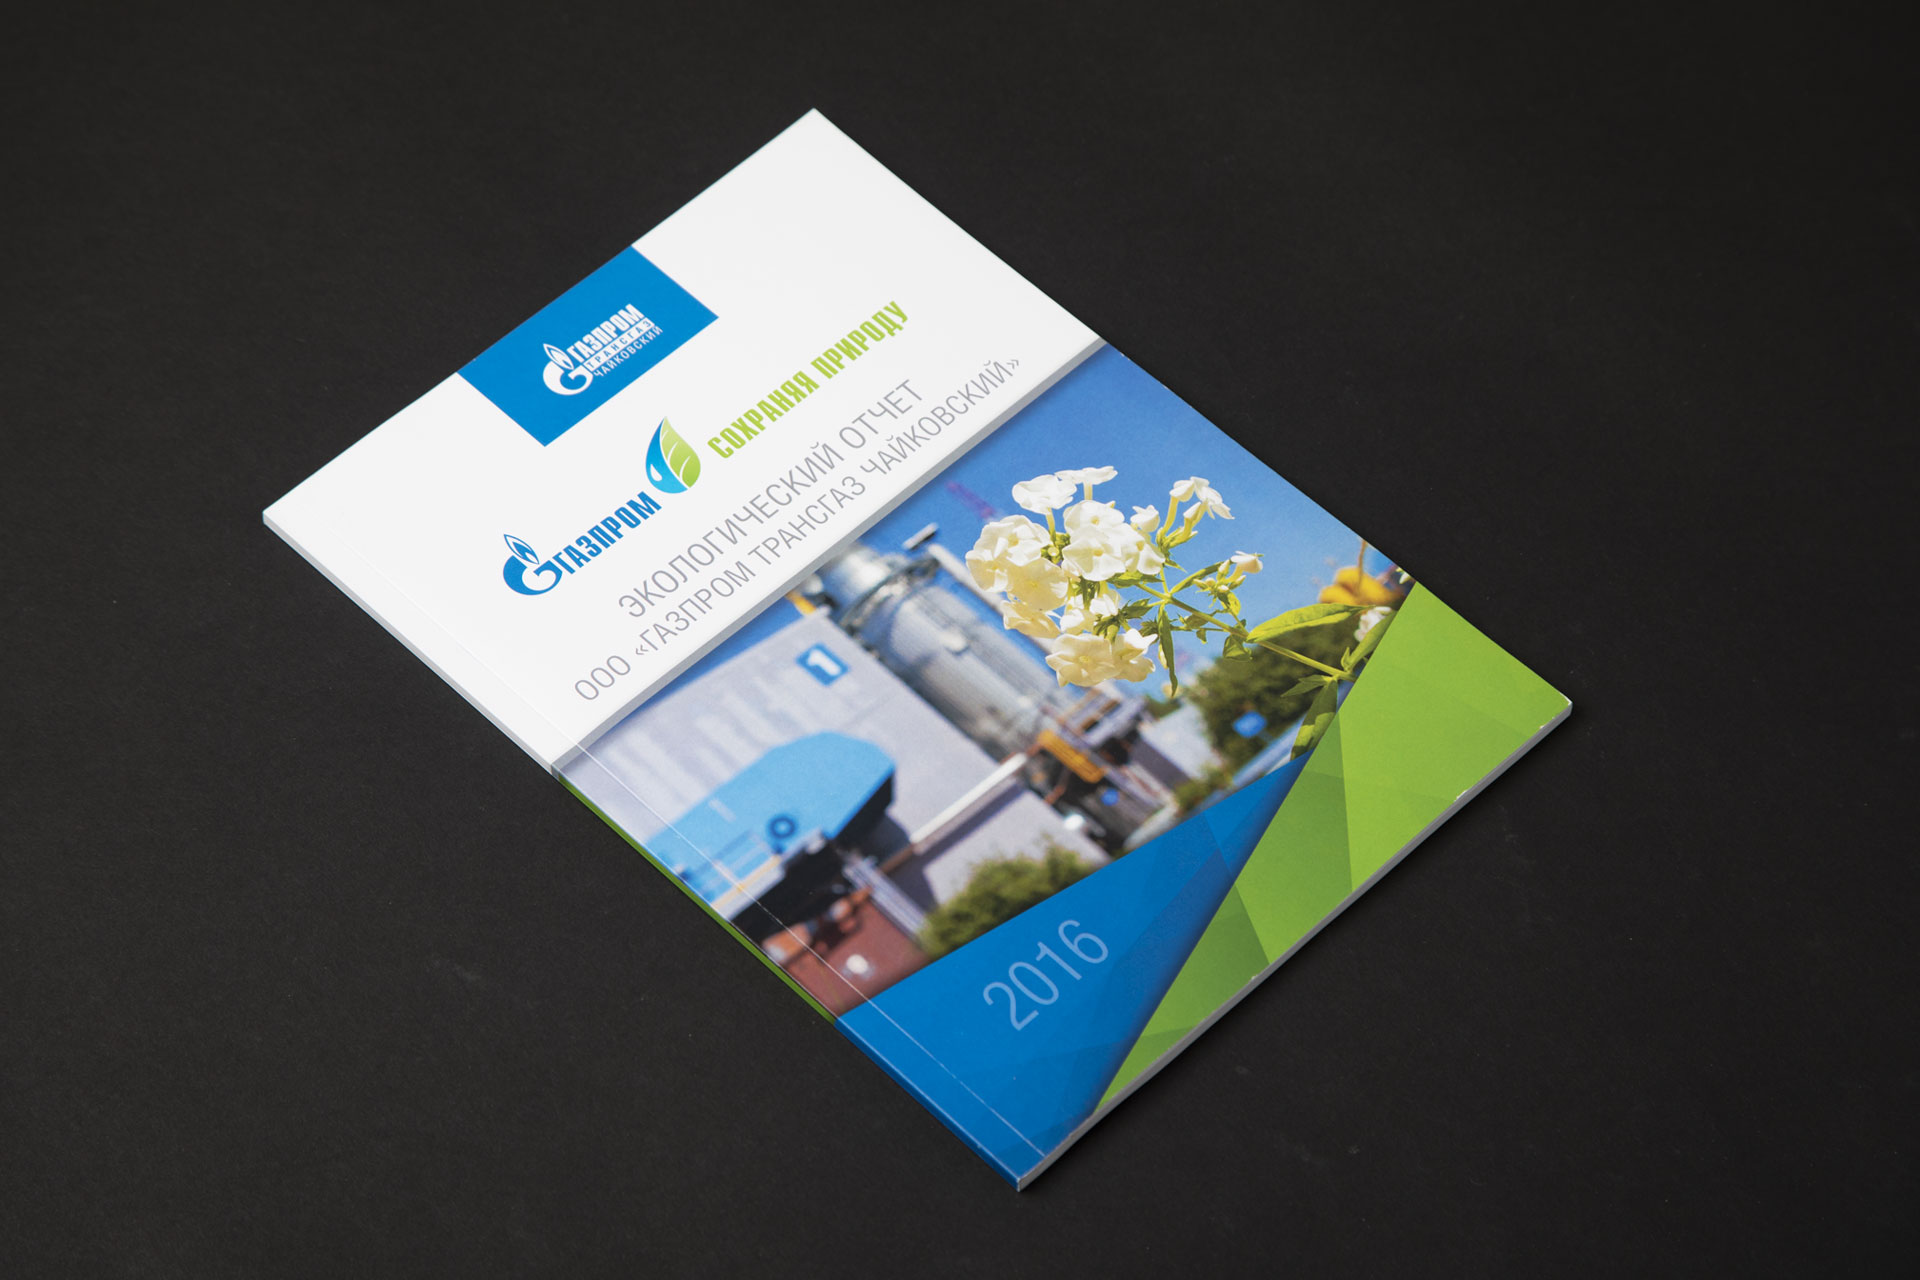 ГАЗПРОМ
ТРАНСГАЗ
ЧАЙКОВСКИЙ
ГАЗПРОМ СОХРАНЯЯ ПРИРОДУ
ЭКОЛОГИЧЕСКИЙ ОТЧЕТ
ООО «ГАЗПРОМ ТРАНСГАЗ ЧАЙКОВСКИЙ»
1
2016